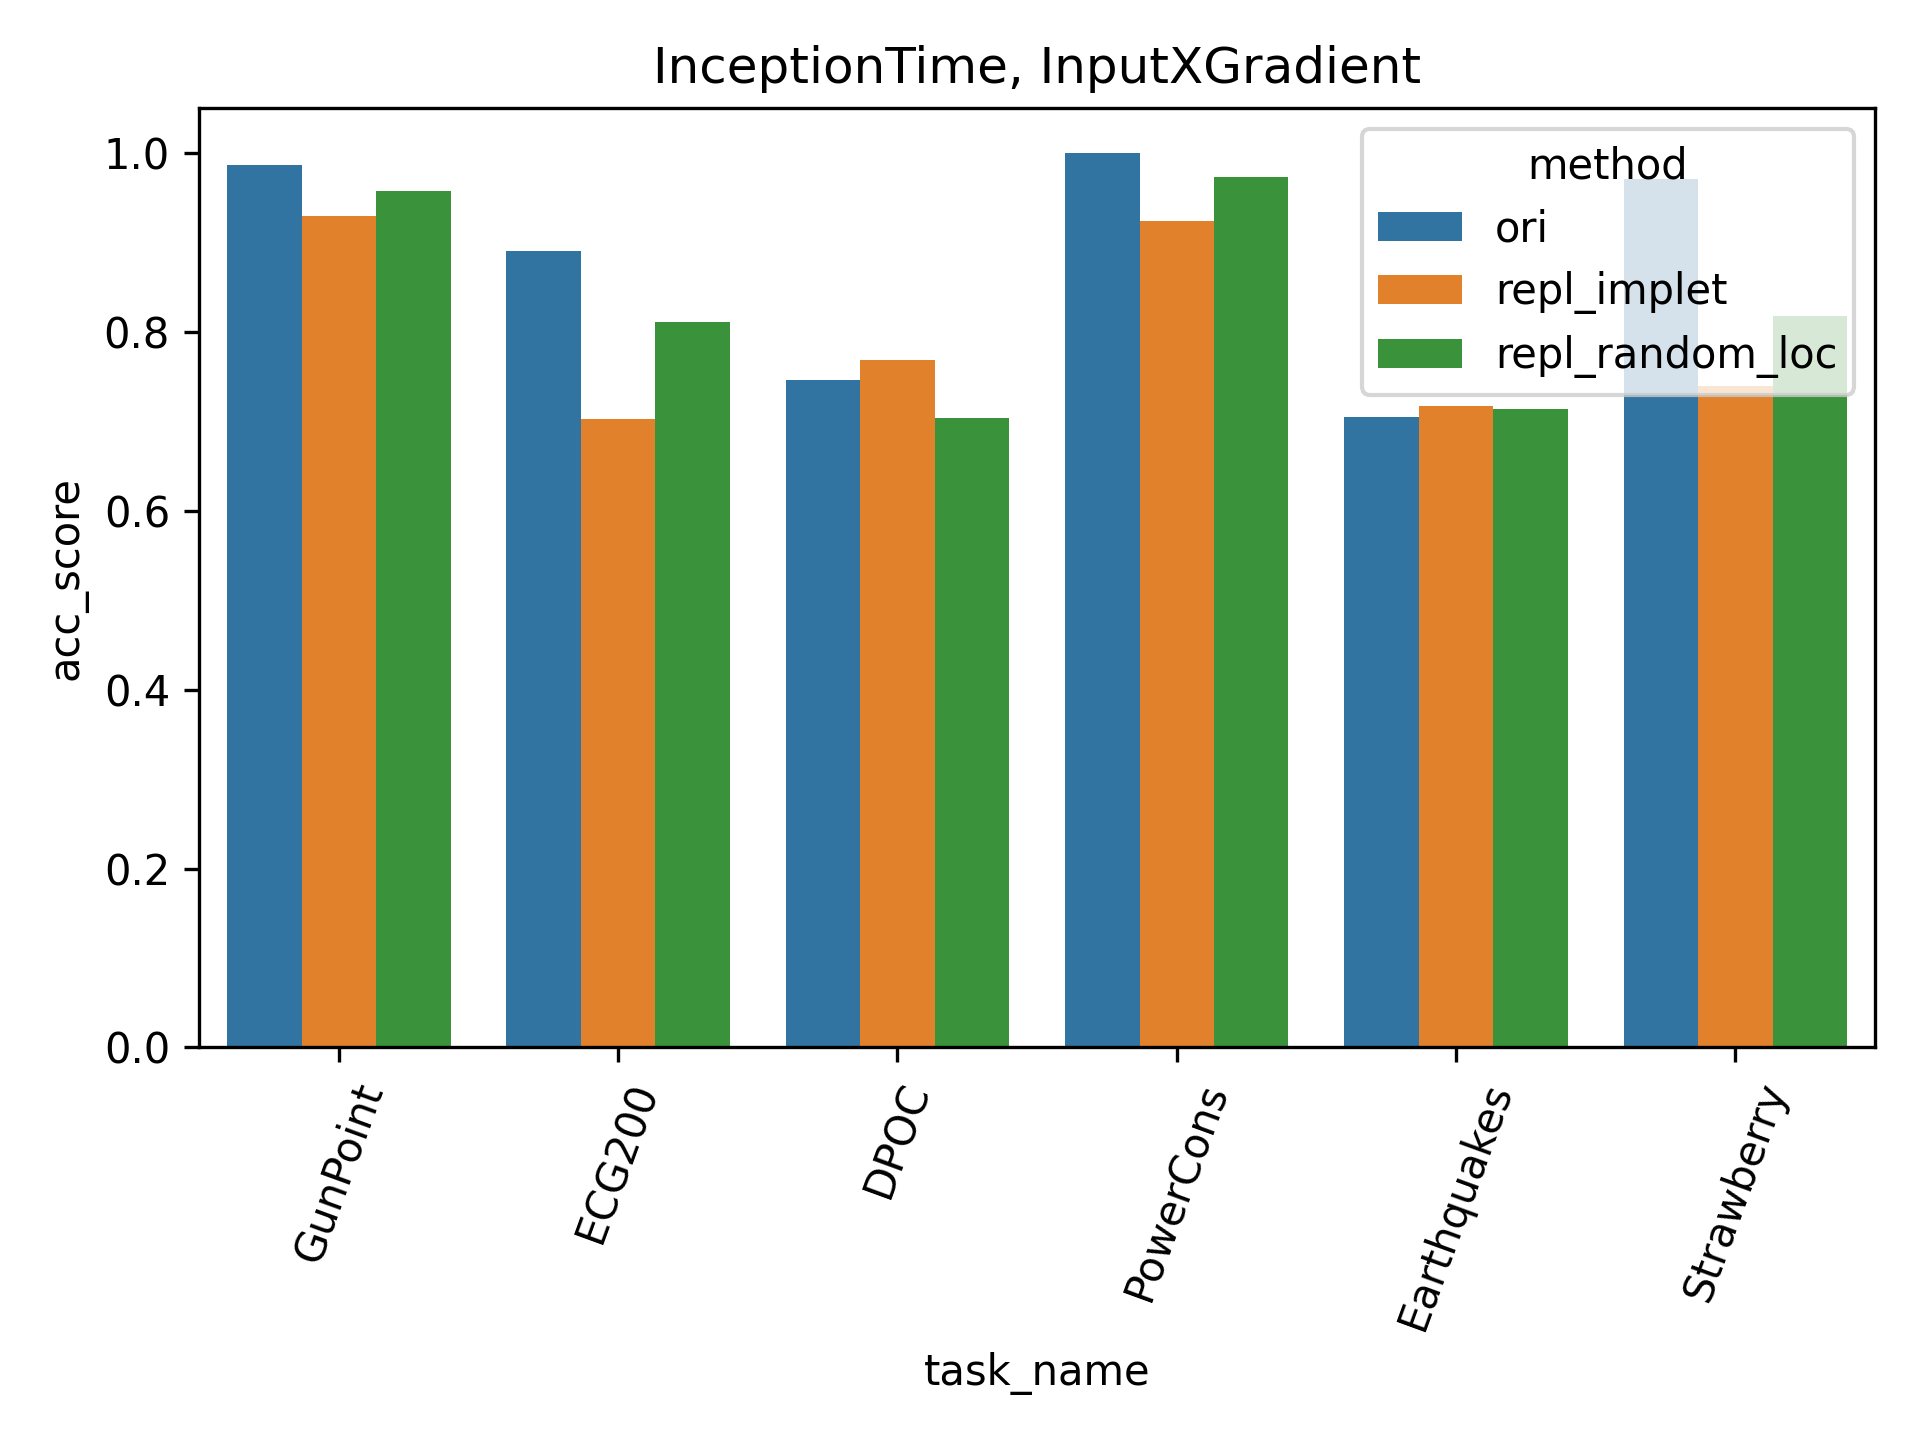 InceptionTime, InputXGradient
method
ori
repl_implet
repl_random_loc
1.0
0.8
0.6
0.4
0.2
0.0
acc_score
GunPoint
ECG200
DPOC
PowerCons
Earthquakes
Strawberry
task_name